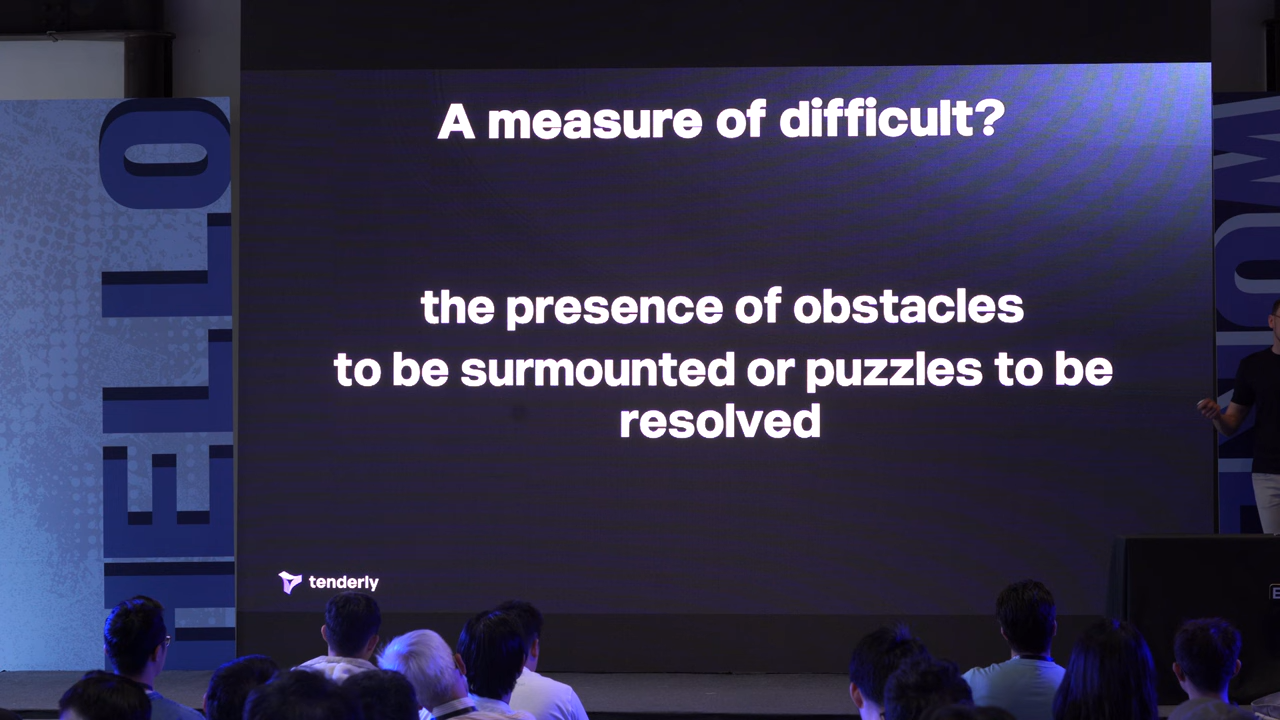 HELLO
A measure of difficult?
the presence of obstacles
to be surmounted or puzzles to be
resolved
tenderly